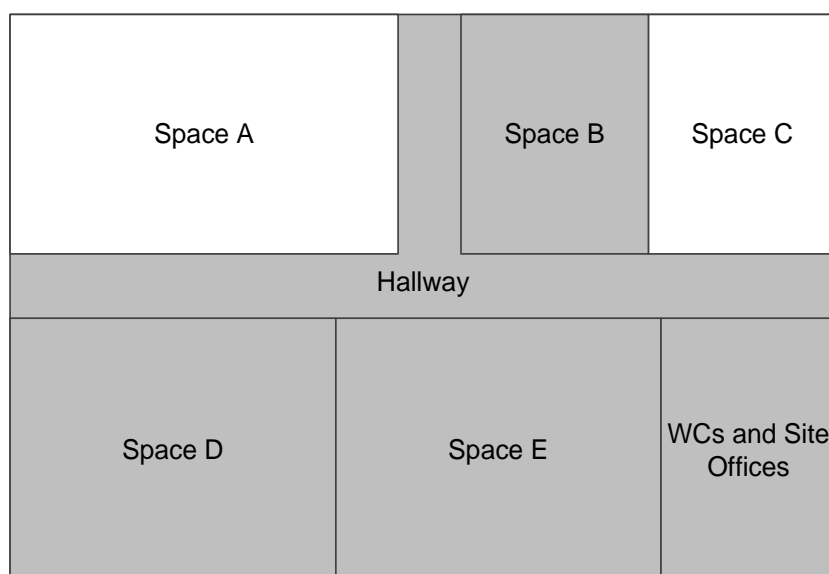 Space A
Space B
Space C
Hallway
Space D
Space E
WCs and Site
Offices